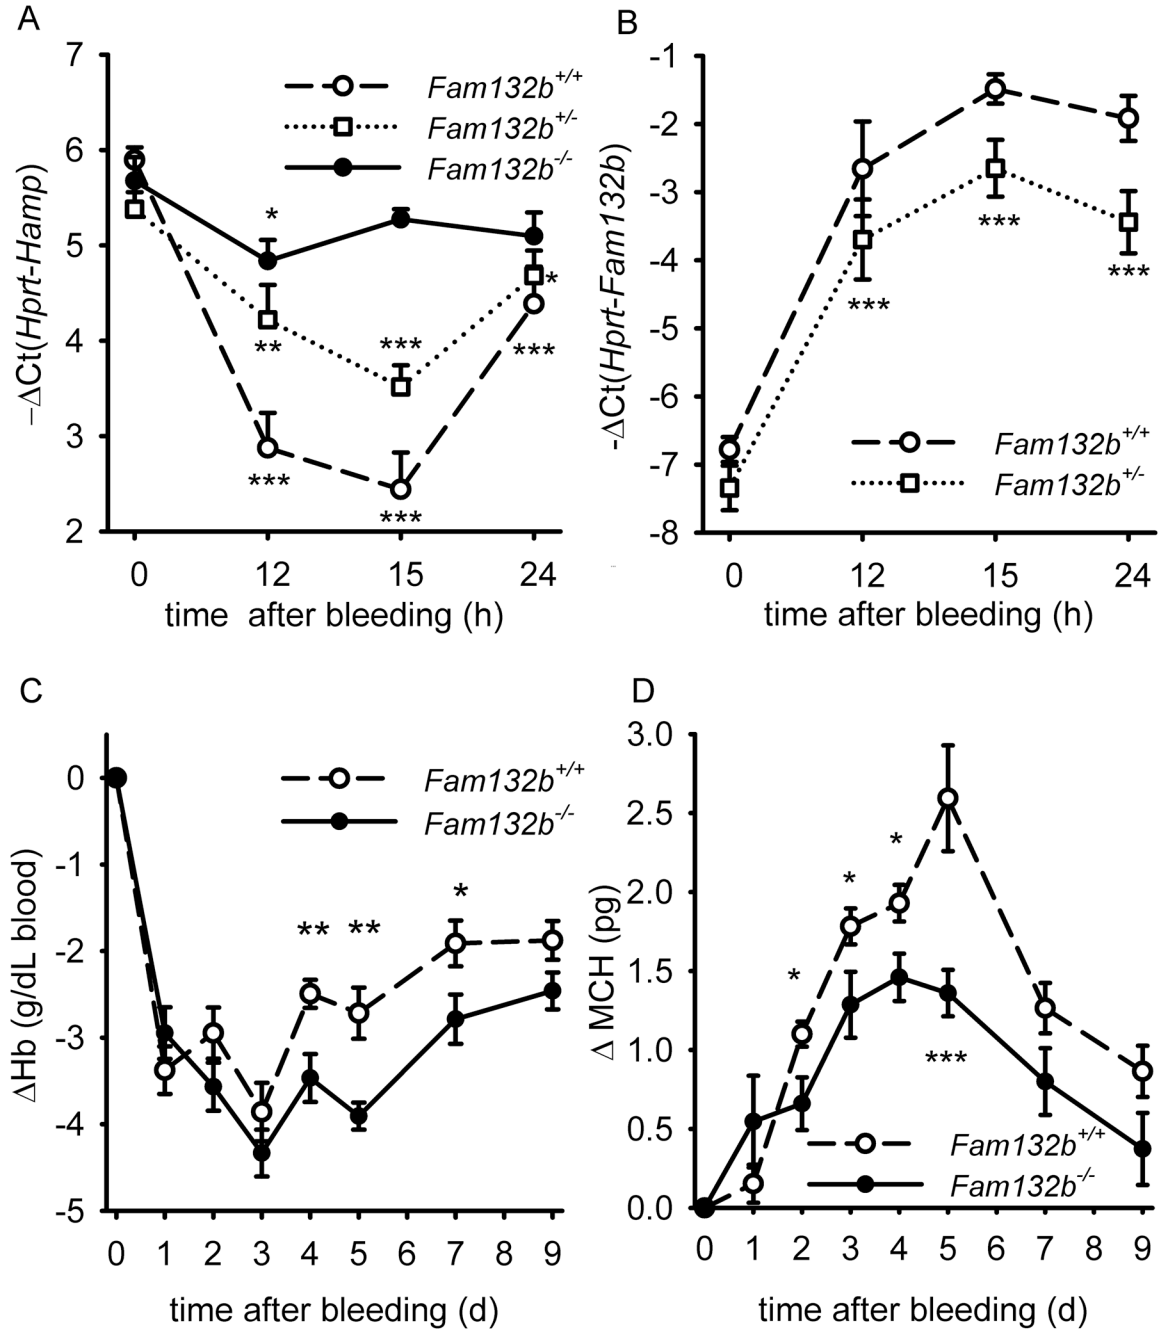 A
7
6
5
4
3
2
−ΔCt(Hprt-Hamp)
Fam132b+/+
Fam132b+/-
Fam132b-/-
*
**
***
***
***
*
***
0 12 15 24
time after bleeding (h)
B
-1
-2
-3
-4
-5
-6
-7
-8
-ΔCt(Hprt-Fam132b)
***
***
***
Fam132b+/+
Fam132b+/-
0 12 15 24
time after bleeding (h)
C
0
-1
-2
-3
-4
-5
ΔHb (g/dL blood)
Fam132b+/+
Fam132b-/-
** ** *
0 1 2 3 4 5 6 7 8 9
time after bleeding (d)
D
3.0
2.5
2.0
1.5
1.0
0.5
0.0
Δ MCH (pg)
* * *
***
Fam132b+/+
Fam132b-/-
0 1 2 3 4 5 6 7 8 9
time after bleeding (d)